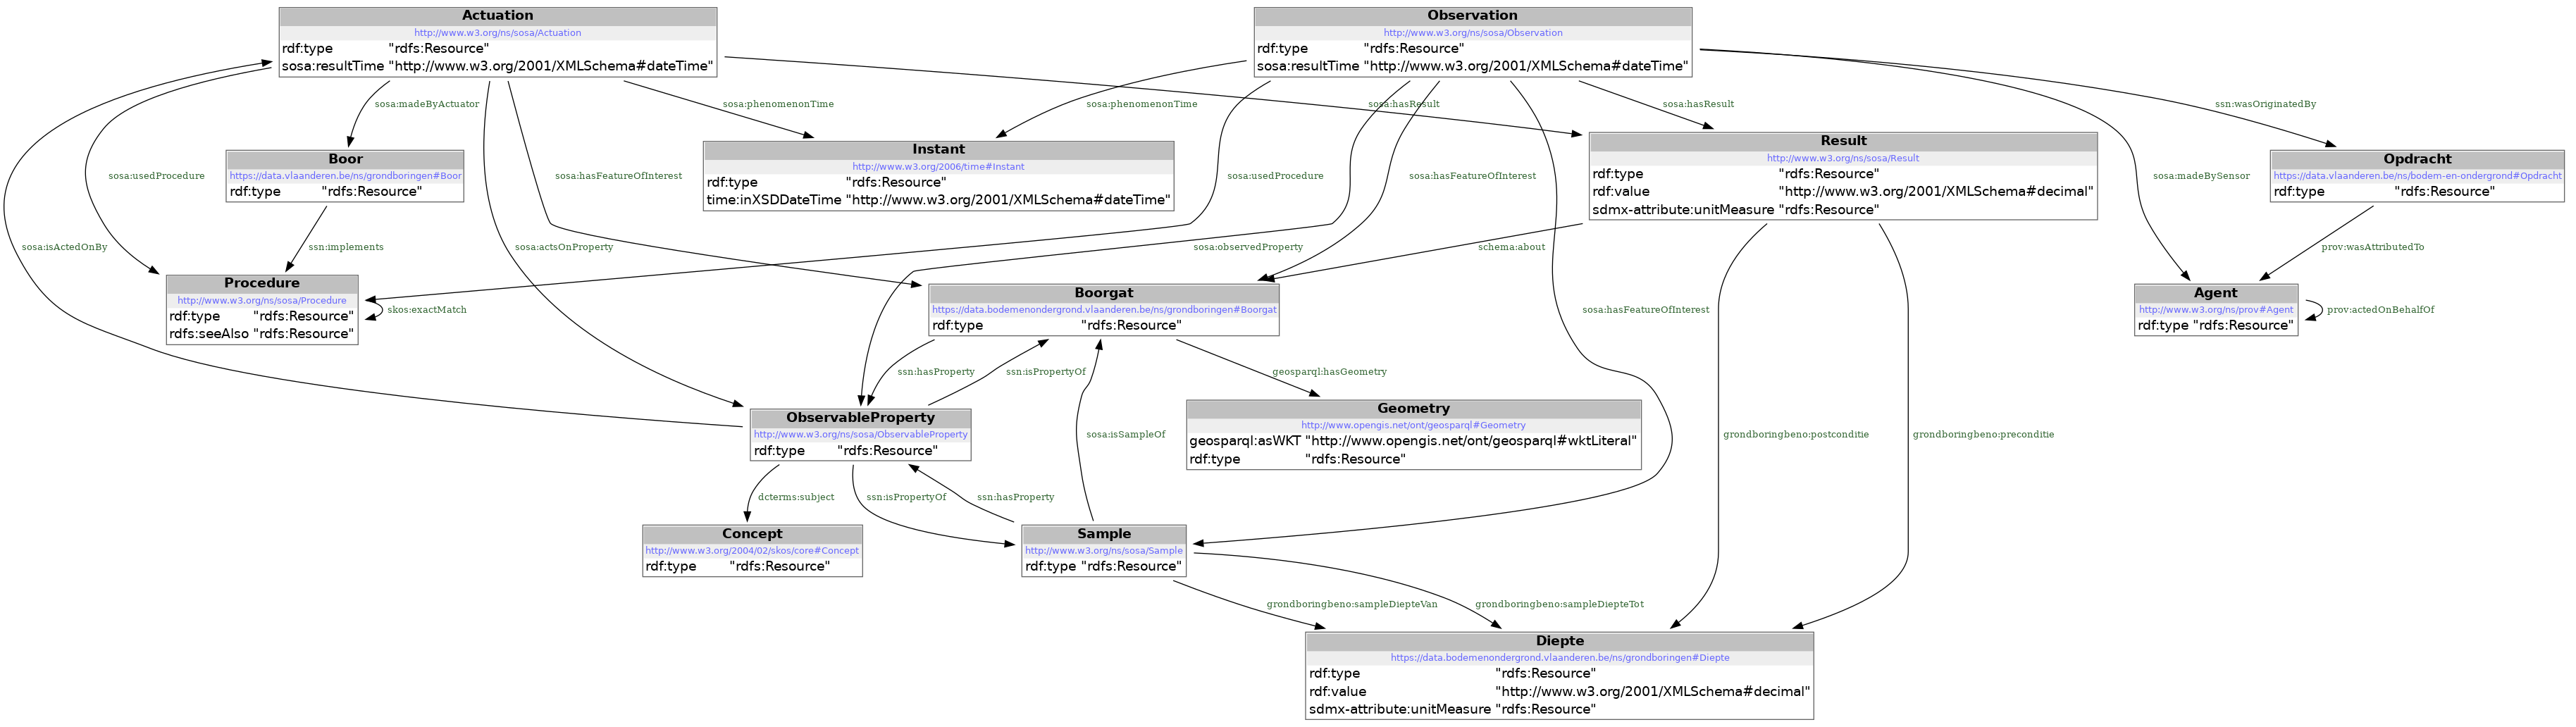 Actuation
http://www.w3.org/ns/sosa/Actuation
rdf:type "rdfs:Resource"
sosa:resultTime "http://www.w3.org/2001/XMLSchema#dateTime"
Observation
http://www.w3.org/ns/sosa/Observation
rdf:type "rdfs:Resource"
sosa:resultTime "http://www.w3.org/2001/XMLSchema#dateTime"
sosa:madeByActuator
sosa:phenomenonTime
sosa:phenomenonTime
sosa:hasResult
sosa:hasResult
ssn:wasOriginatedBy
Boor
https://data.vlaanderen.be/ns/grondboringen#Boor
rdf:type "rdfs:Resource"
Instant
http://www.w3.org/2006/time#Instant
rdf:type "rdfs:Resource"
time:inXSDDateTime "http://www.w3.org/2001/XMLSchema#dateTime"
Result
http://www.w3.org/ns/sosa/Result
rdf:type "rdfs:Resource"
rdf:value "http://www.w3.org/2001/XMLSchema#decimal"
sdmx-attribute:unitMeasure "rdfs:Resource"
Opdracht
https://data.vlaanderen.be/ns/bodem-en-ondergrond#Opdracht
rdf:type "rdfs:Resource"
sosa:usedProcedure
sosa:hasFeatureOfInterest
sosa:usedProcedure
sosa:hasFeatureOfInterest
sosa:madeBySensor
sosa:isActedOnBy
ssn:implements
sosa:actsOnProperty
sosa:observedProperty
schema:about
prov:wasAttributedTo
Procedure
http://www.w3.org/ns/sosa/Procedure
rdf:type "rdfs:Resource"
rdfs:seeAlso "rdfs:Resource"
skos:exactMatch
Boorgat
https://data.bodemenondergrond.vlaanderen.be/ns/grondboringen#Boorgat
rdf:type "rdfs:Resource"
sosa:hasFeatureOfInterest
Agent
http://www.w3.org/ns/prov#Agent
rdf:type "rdfs:Resource"
prov:actedOnBehalfOf
ssn:hasProperty
ssn:isPropertyOf
geosparql:hasGeometry
ObservableProperty
http://www.w3.org/ns/sosa/ObservableProperty
rdf:type "rdfs:Resource"
sosa:isSampleOf
Geometry
http://www.opengis.net/ont/geosparql#Geometry
geosparql:asWKT "http://www.opengis.net/ont/geosparql#wktLiteral"
rdf:type "rdfs:Resource"
grondboringbeno:postconditie
grondboringbeno:preconditie
dcterms:subject
ssn:isPropertyOf
ssn:hasProperty
Concept
http://www.w3.org/2004/02/skos/core#Concept
rdf:type "rdfs:Resource"
Sample
http://www.w3.org/ns/sosa/Sample
rdf:type "rdfs:Resource"
grondboringbeno:sampleDiepteVan
grondboringbeno:sampleDiepteTot
Diepte
https://data.bodemenondergrond.vlaanderen.be/ns/grondboringen#Diepte
rdf:type "rdfs:Resource"
rdf:value "http://www.w3.org/2001/XMLSchema#decimal"
sdmx-attribute:unitMeasure "rdfs:Resource"